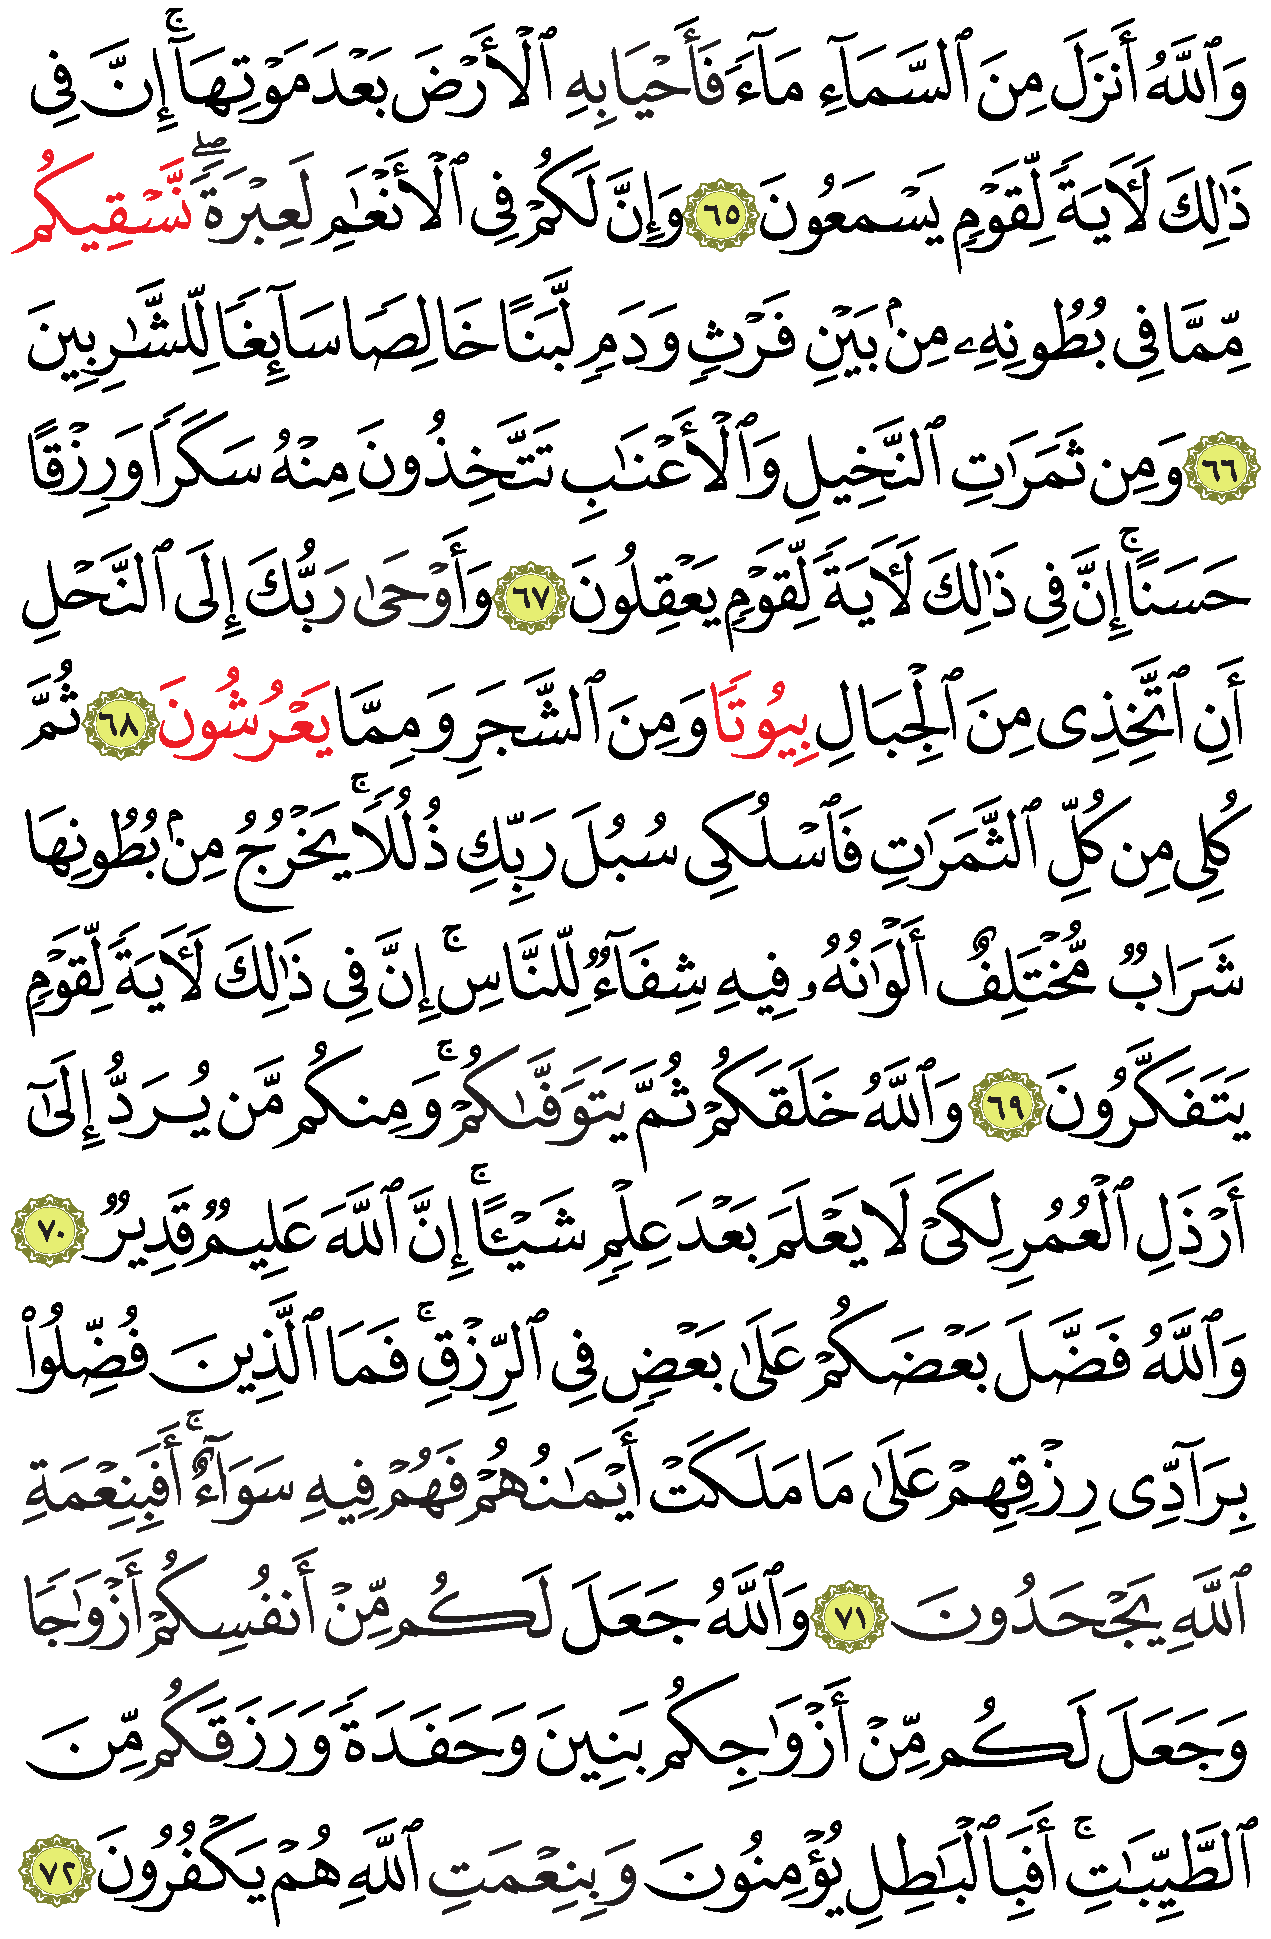 وَٱللَّهُ أَنزَلَ مِنَ ٱلسَّمَآءِ مَآءً فَأَحْيَا بِهِ ٱلْأَرْضَ بَعْدَ مَوْتِهَآ ۚ إِنَّ فِى
ذَٰلِكَ لَأٓيَةً لِّقَوْمٍ يَسْمَعُونَ ٦٥ وَإِنَّ لَكُمْ فِى ٱلْأَنْعَٰمِ لَعِبْرَةً ۖ نَّسْقِيكُم
مِّمَّا فِى بُطُونِهِۦ مِنۢ بَيْنِ فَرْثٍ وَدَمٍ لَّبَنًا خَالِصًا سَآئِغًا لِّلشَّٰرِبِينَ
٦٦ وَمِن ثَمَرَٰتِ ٱلنَّخِيلِ وَٱلْأَعْنَٰبِ تَتَّخِذُونَ مِنْهُ سَكَرًا وَرِزْقًا
حَسَنًا ۚ إِنَّ فِى ذَٰلِكَ لَأٓيَةً لِّقَوْمٍ يَعْقِلُونَ ٦٧ وَأَوْحَىٰ رَبُّكَ إِلَى ٱلنَّحْلِ
أَنِ ٱتَّخِذِى مِنَ ٱلْجِبَالِ بِيُوتًا وَمِنَ ٱلشَّجَرِ وَمِمَّا يَعْرُشُونَ ٦٨ ثُمَّ
كُلِى مِن كُلِّ ٱلثَّمَرَٰتِ فَٱسْلُكِى سُبُلَ رَبِّكِ ذُلُلًا ۚ يَخْرُجُ مِنۢ بُطُونِهَا
شَرَابٌ مُّخْتَلِفٌ أَلْوَٰنُهُۥ فِيهِ شِفَآءٌ لِّلنَّاسِ ۚ إِنَّ فِى ذَٰلِكَ لَأٓيَةً لِّقَوْمٍ
يَتَفَكَّرُونَ ٦٩ وَٱللَّهُ خَلَقَكُمْ ثُمَّ يَتَوَفَّىٰكُمْ ۚ وَمِنكُم مَّن يُرَدُّ إِلَىٰٓ
أَرْذَلِ ٱلْعُمُرِ لِكَىْ لَا يَعْلَمَ بَعْدَ عِلْمٍ شَيْـًٔا ۚ إِنَّ ٱللَّهَ عَلِيمٌ قَدِيرٌ ٧٠
وَٱللَّهُ فَضَّلَ بَعْضَكُمْ عَلَىٰ بَعْضٍ فِى ٱلرِّزْقِ ۚ فَمَا ٱلَّذِينَ فُضِّلُوا۟
بِرَآدِّى رِزْقِهِمْ عَلَىٰ مَا مَلَكَتْ أَيْمَٰنُهُمْ فَهُمْ فِيهِ سَوَآءٌ ۚ أَفَبِنِعْمَةِ
ٱللَّهِ يَجْحَدُونَ ٧١ وَٱللَّهُ جَعَلَ لَكُم مِّنْ أَنفُسِكُمْ أَزْوَٰجًا
وَجَعَلَ لَكُم مِّنْ أَزْوَٰجِكُم بَنِينَ وَحَفَدَةً وَرَزَقَكُم مِّنَ
ٱلطَّيِّبَٰتِ ۚ أَفَبِٱلْبَٰطِلِ يُؤْمِنُونَ وَبِنِعْمَتِ ٱللَّهِ هُمْ يَكْفُرُونَ ٧٢